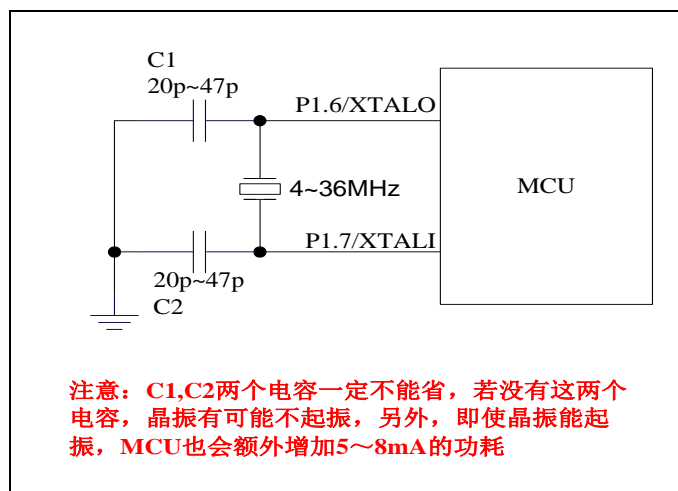 C1
20p~47p
P1.6/XTALO
4~36MHz
MCU
P1.7/XTALI
20p~47p
C2
注意：C1,C2两个电容一定不能省，若没有这两个
电容，晶振有可能不起振，另外，即使晶振能起
振，MCU也会额外增加5～8mA的功耗